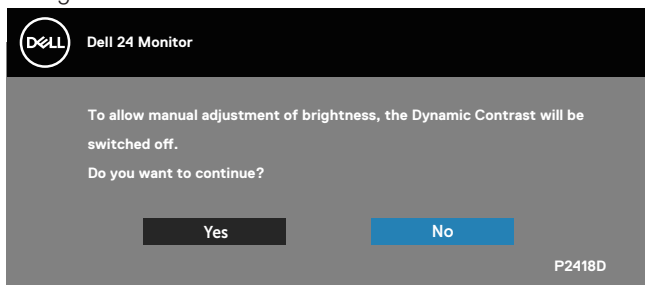 DELL
Dell 24 Monitor
To allow manual adjustment of brightness, the Dynamic Contrast will be
switched off.
Do you want to continue?
Yes
No
P2418D